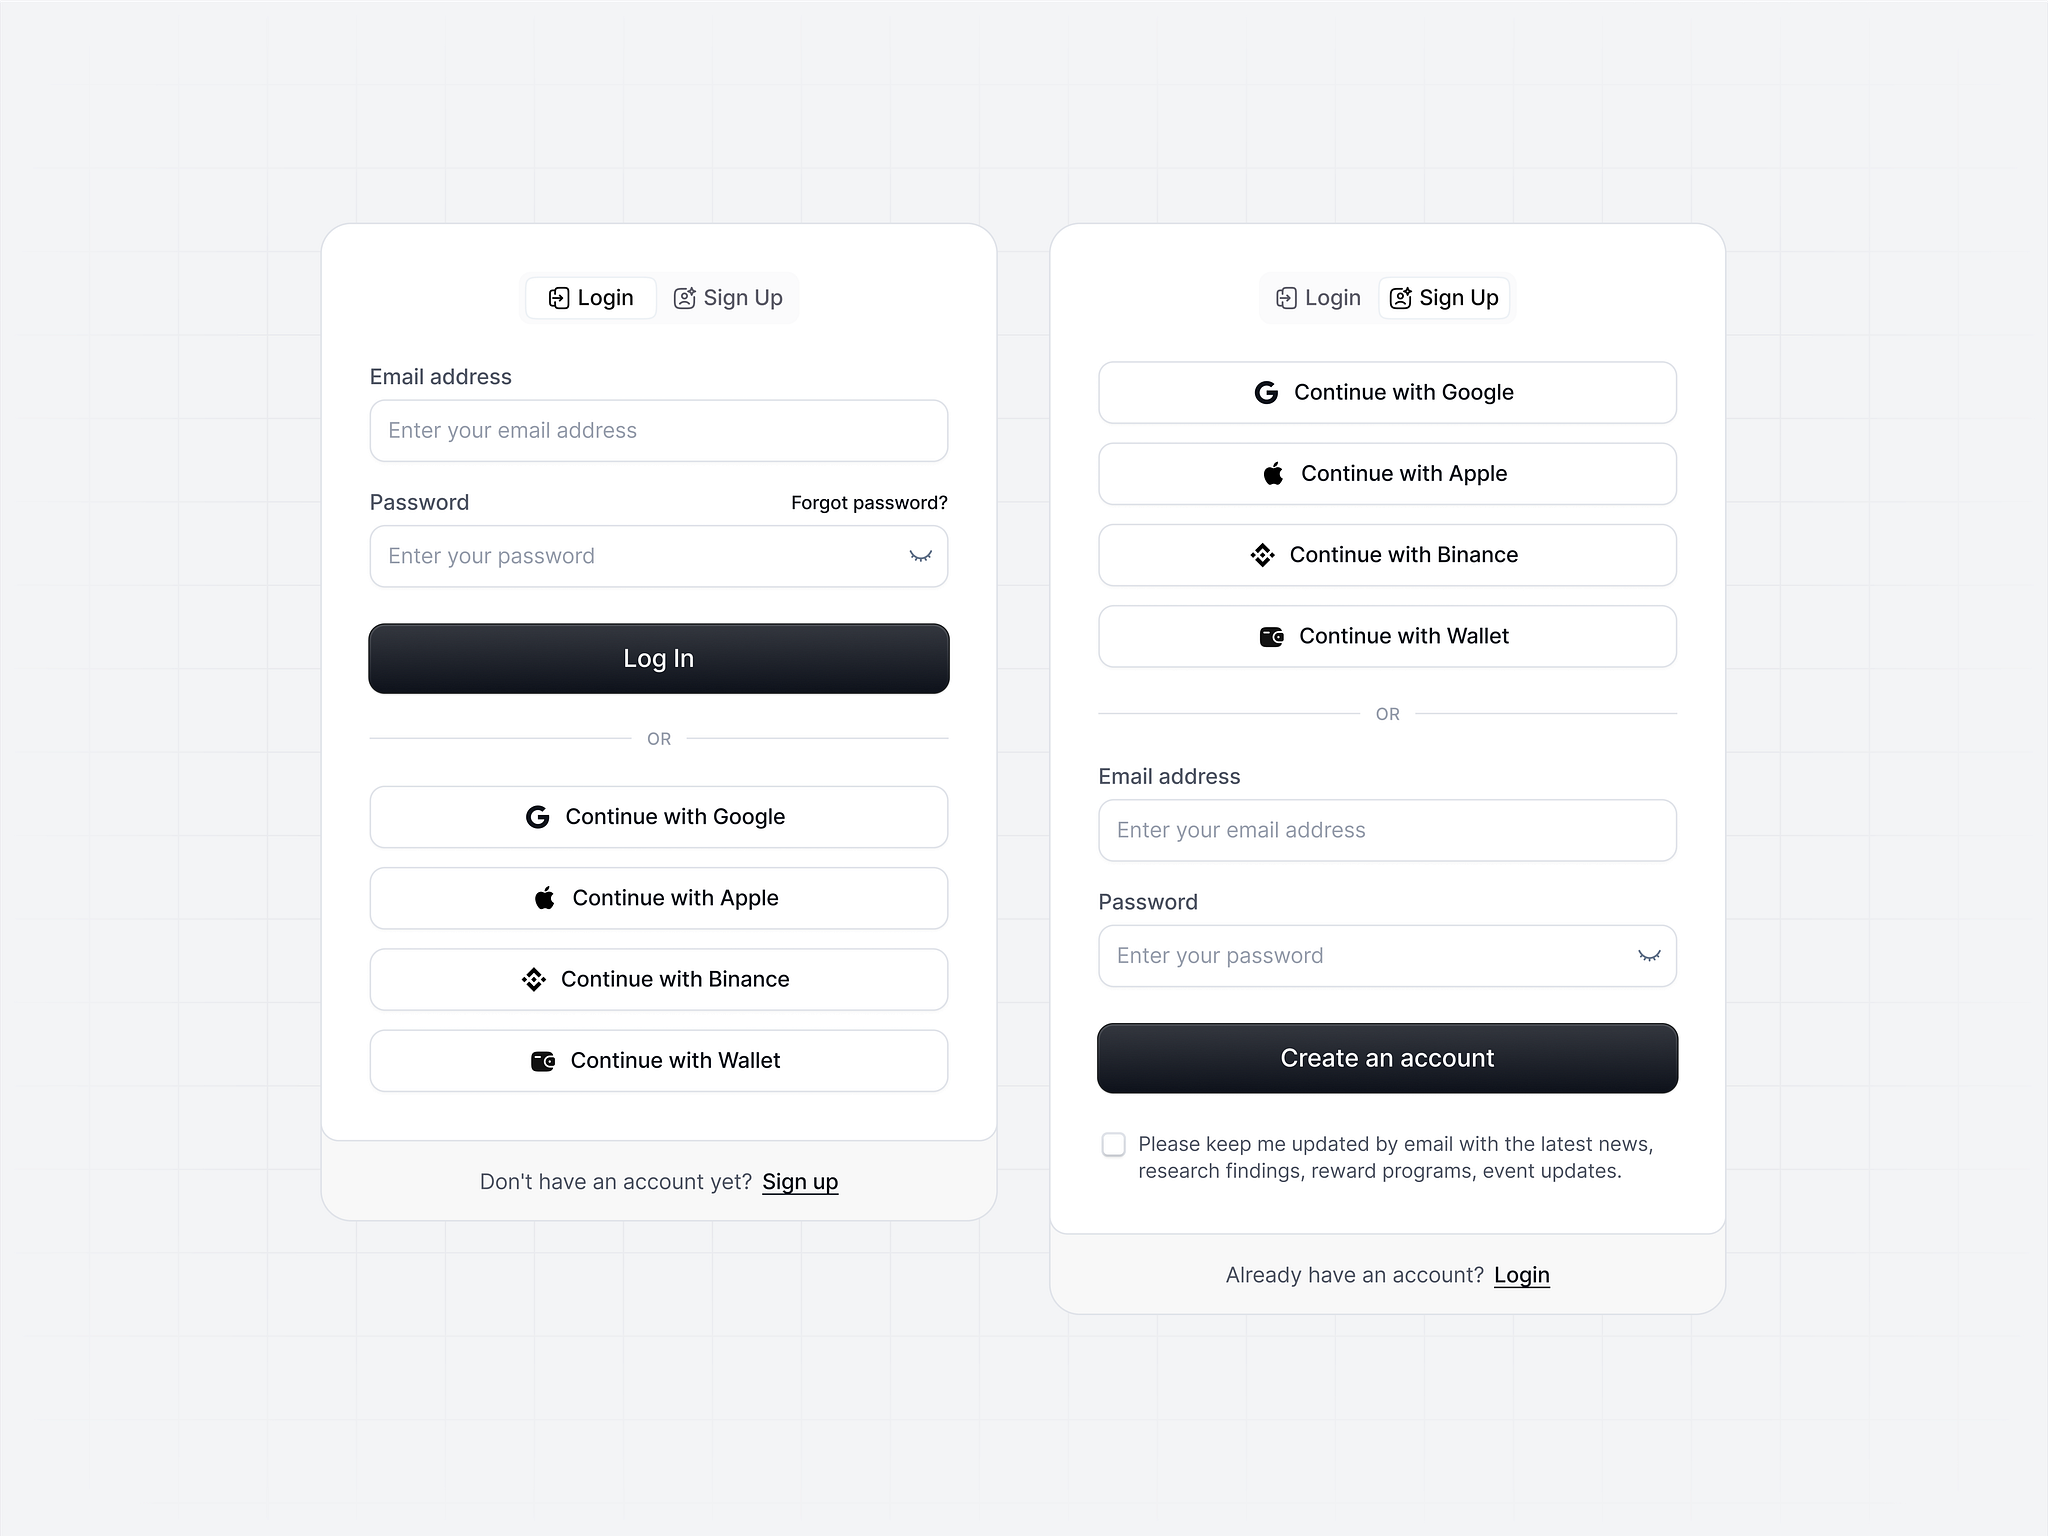 Login Sign Up
Email address
Enter your email address
Password Forgot password?
Enter your password
Log In
OR
Continue with Google
Continue with Apple
Continue with Binance
Continue with Wallet
Don't have an account yet? Sign up
Login Sign Up
Continue with Google
Continue with Apple
Continue with Binance
Continue with Wallet
OR
Email address
Enter your email address
Password
Enter your password
Create an account
Please keep me updated by email with the latest news,
research findings, reward programs, event updates.
Already have an account? Login